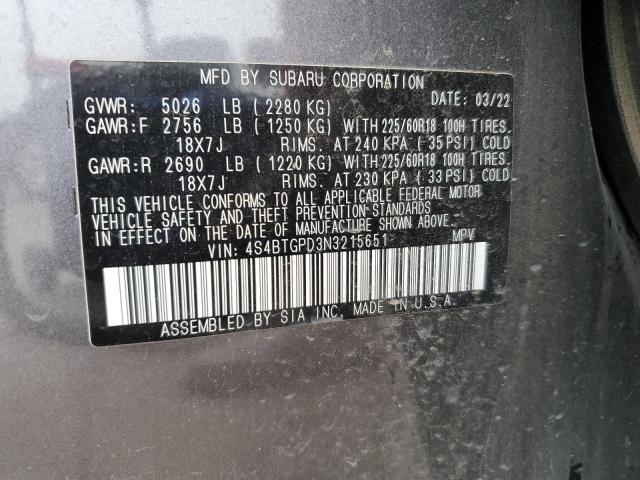 MFD BY SUBARU CORPORATION
GVWR: 5026 LB (2280 KG) DATE: 03/22
GAWR:F 2756 LB (1250 KG) WITH 225/60R18 100H TIRES.
18X7J RIMS. AT 240 KPA (35 PSI) COLD
GAWR:R 2690 LB (1220 KG) WITH 225/60R18 100H TIRES.
18X7J RIMS. AT 230 KPA (33 PSI) COLD
THIS VEHICLE CONFORMS TO ALL APPLICABLE FEDERAL MOTOR
VEHICLE SAFETY AND THEFT PREVENTION STANDARDS
IN EFFECT ON THE DATE OF MANUFACTURE SHOWN ABOVE.
VIN: 4S4BTGPD3N3215651 MPV
ASSEMBLED BY SIA INC. MADE IN U.S.A.